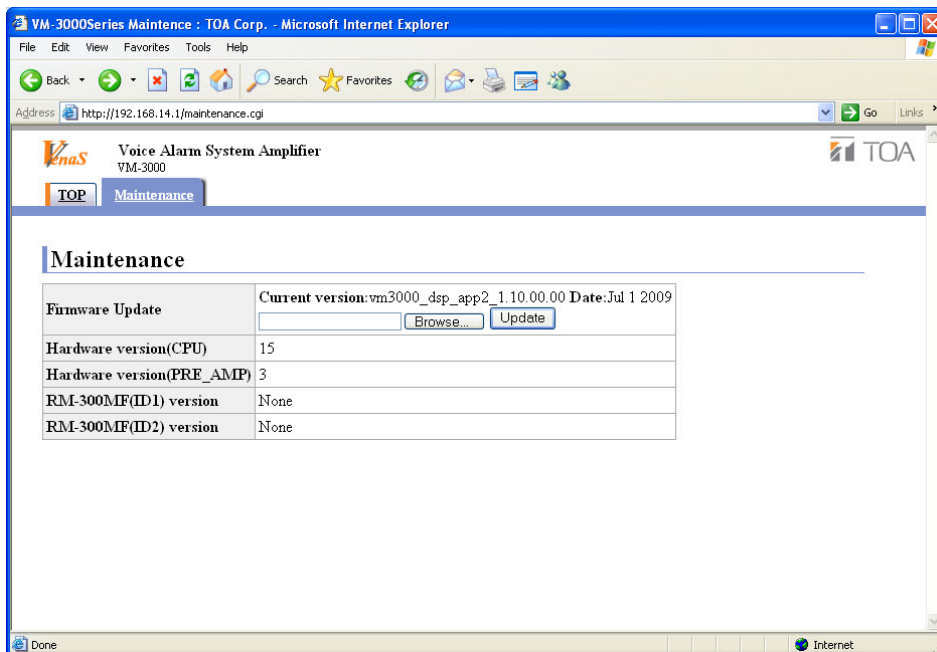 VM-3000Series Maintence : TOA Corp. - Microsoft Internet Explorer
File Edit View Favorites Tools Help
Back Search Favorites
Address http://192.168.14.1/maintenance.cgi Go Links
VenaS Voice Alarm System Amplifier TOA
VM-3000
TOP Maintenance
Maintenance
Firmware Update Current version:vm3000_dsp_app2_1.10.00.00 Date:Jul 1 2009
Browse... Update
Hardware version(CPU) 15
Hardware version(PRE_AMP) 3
RM-300MF(ID1) version None
RM-300MF(ID2) version None
Done Internet